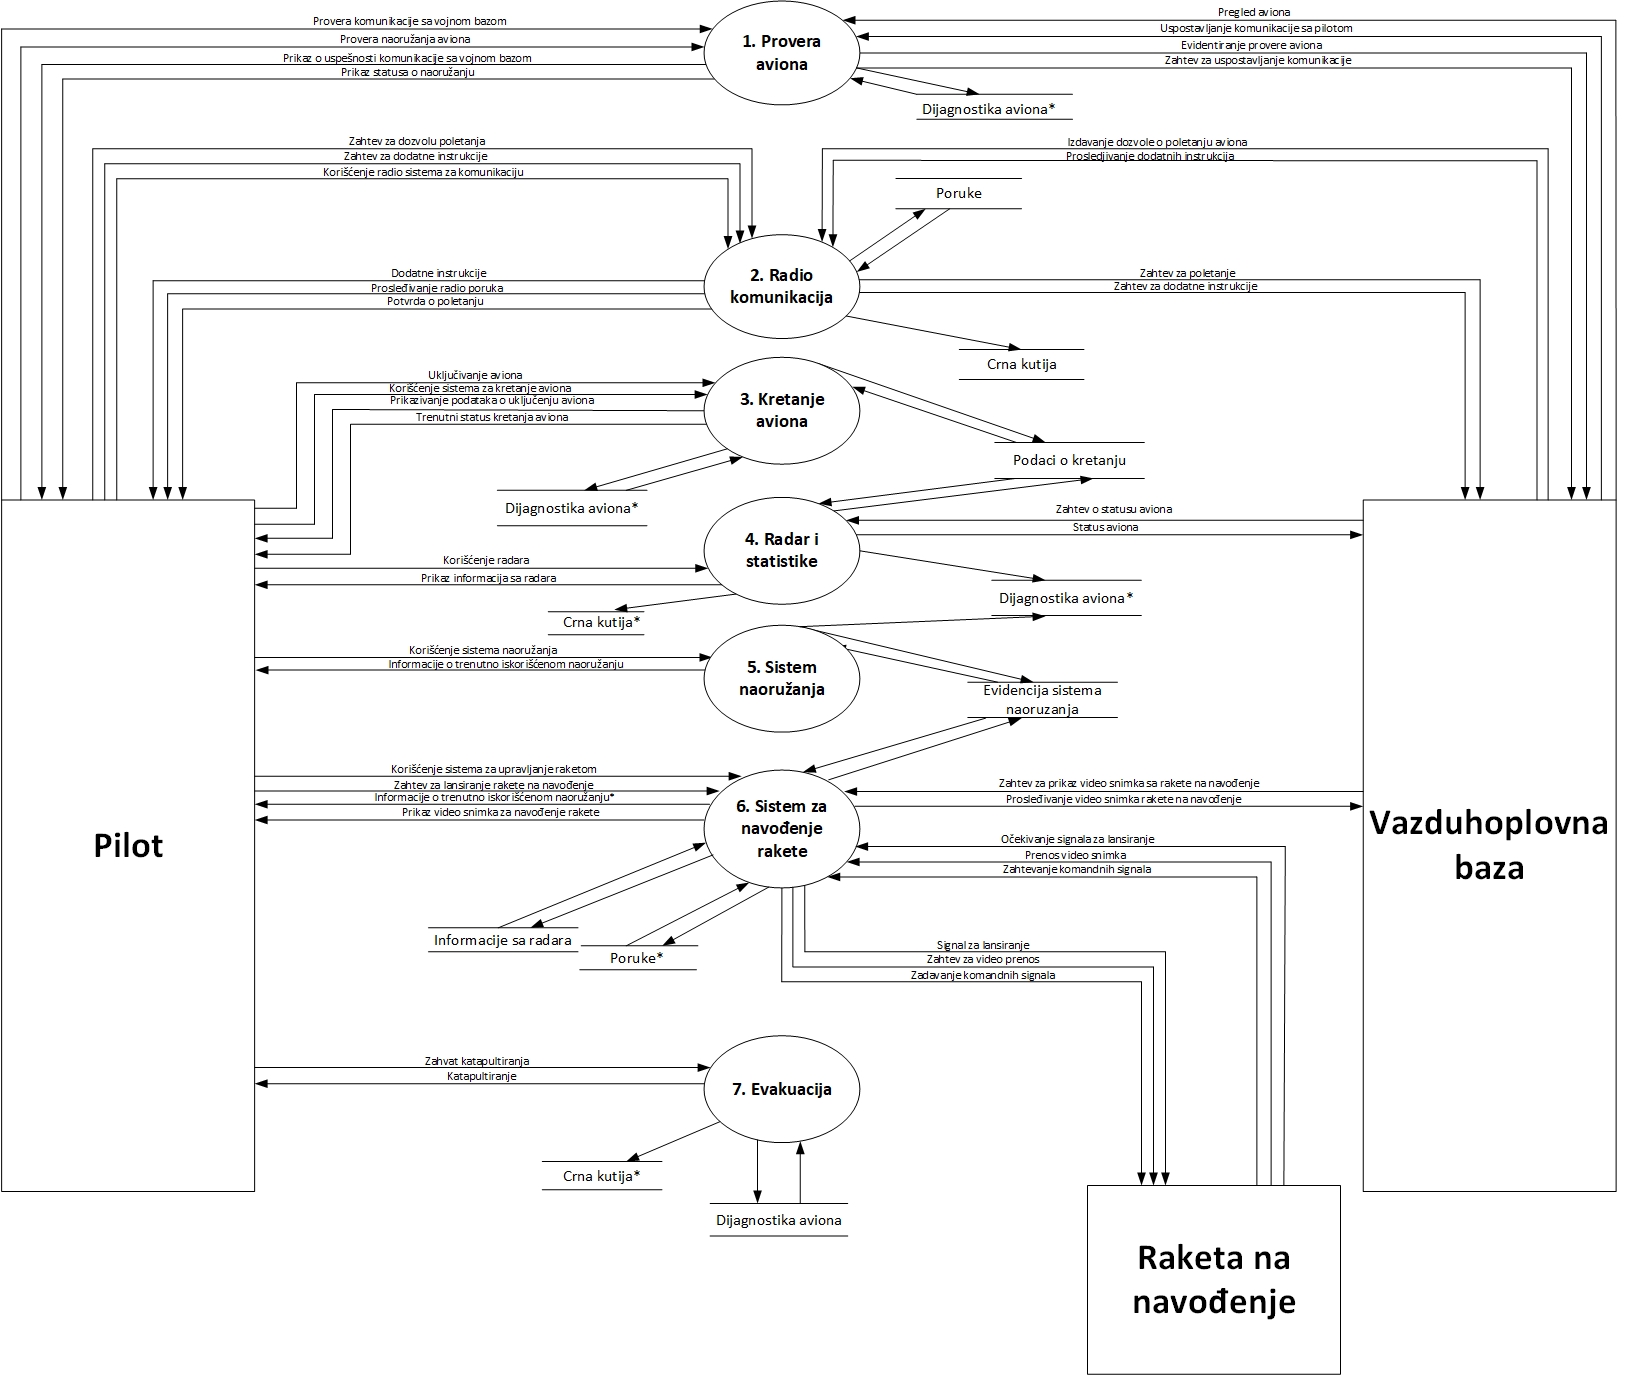 Provera komunikacije sa vojnom bazom
Provera naoružanja aviona
Prikaz o uspešnosti komunikacije sa vojnom bazom
Prikaz statusa o naoružanju
1. Provera
aviona
Pregled aviona
Uspostavljanje komunikacije sa pilotom
Evidentiranje provere aviona
Zahtev za uspostavljanje komunikacije
Dijagnostika aviona*
Zahtev za dozvolu poletanja
Zahtev za dodatne instrukcije
Korišćenje radio sistema za komunikaciju
Izdavanje dozvole o poletanju aviona
Prosledjivanje dodatnih instrukcija
Poruke
2. Radio
komunikacija
Dodatne instrukcije
Prosleđivanje radio poruka
Potvrda o poletanju
Zahtev za poletanje
Zahtev za dodatne instrukcije
Crna kutija
Uključivanje aviona
Korišćenje sistema za kretanje aviona
Prikazivanje podataka o uključenju aviona
Trenutni status kretanja aviona
3. Kretanje
aviona
Podaci o kretanju
Dijagnostika aviona*
4. Radar i
statistike
Zahtev o statusu aviona
Status aviona
Korišćenje radara
Prikaz informacija sa radara
Dijagnostika aviona*
Crna kutija*
Korišćenje sistema naoružanja
Informacije o trenutno iskorišćenom naoružanju
5. Sistem
naoružanja
Evidencija sistema
naoruzanja
Korišćenje sistema za upravljanje raketom
Zahtev za lansiranje rakete na navođenje
Informacije o trenutno iskorišćenom naoružanju*
Prikaz video snimka za navođenje rakete
6. Sistem za
navođenje
rakete
Zahtev za prikaz video snimka sa rakete na navođenje
Prosleđivanje video snimka rakete na navođenje
Pilot
Vazduhoplovna
baza
Očekivanje signala za lansiranje
Prenos video snimka
Zahtevanje komandnih signala
Informacije sa radara
Poruke*
Signal za lansiranje
Zahtev za video prenos
Zadavanje komandnih signala
Zahvat katapultiranja
Katapultiranje
7. Evakuacija
Crna kutija*
Dijagnostika aviona
Raketa na
navođenje